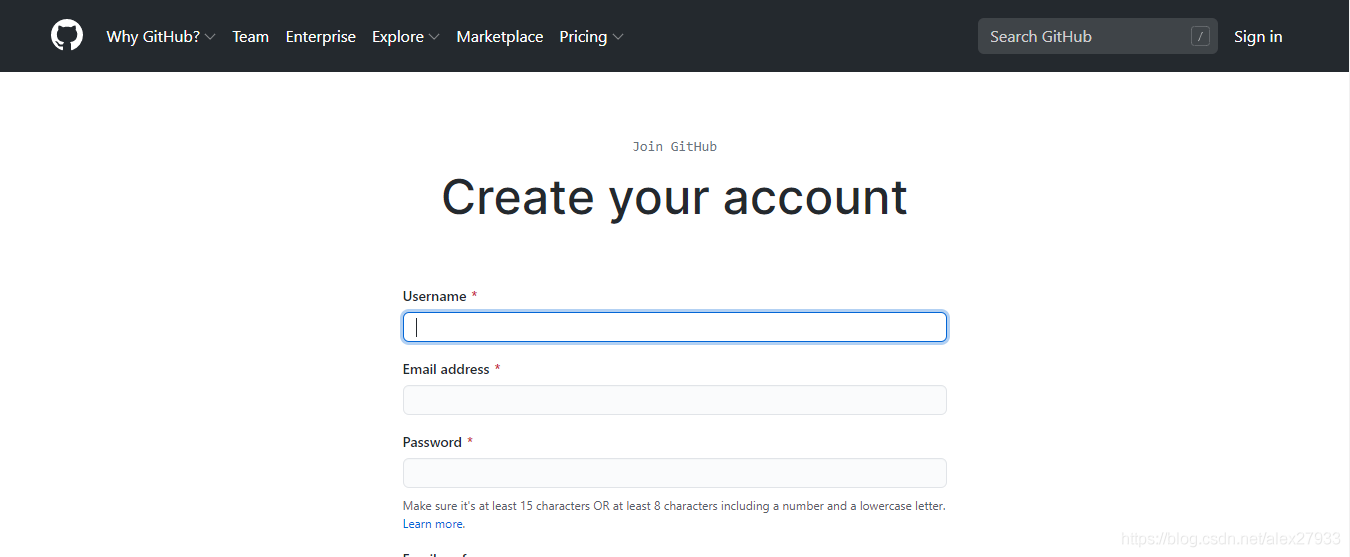 Why GitHub? Team Enterprise Explore Marketplace Pricing Search GitHub / Sign in
Join GitHub
Create your account
Username *
Email address *
Password *
Make sure it's at least 15 characters OR at least 8 characters including a number and a lowercase letter.
Learn more.
https://blog.csdn.net/alex27933